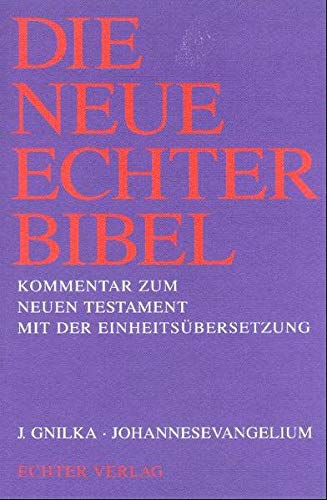 DIE
NEUE
ECHTER
BIBEL
KOMMENTAR ZUM
NEUEN TESTAMENT
MIT DER EINHEITSÜBERSETZUNG
J. GNILKA · JOHANNESEVANGELIUM
ECHTER VERLAG